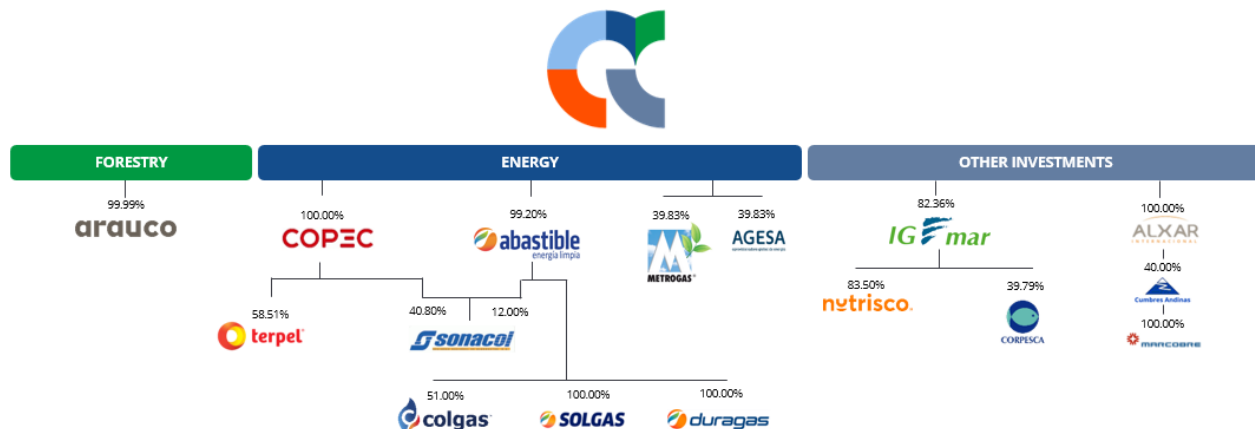 FORESTRY
ENERGY
OTHER INVESTMENTS
99.99%
arauco
100.00%
COPEC
99.20%
abastible
energía limpia
39.83%
METROGAS
39.83%
AGESA
82.36%
IG mar
100.00%
ALXAR
INTERNACIONAL
58.51%
terpel
40.80%
12.00%
sonacol
83.50%
nutrisco.
39.79%
CORPESCA
40.00%
Cumbres Andinas
100.00%
MARCOBRE
51.00%
colgas
100.00%
SOLGAS
100.00%
duragas